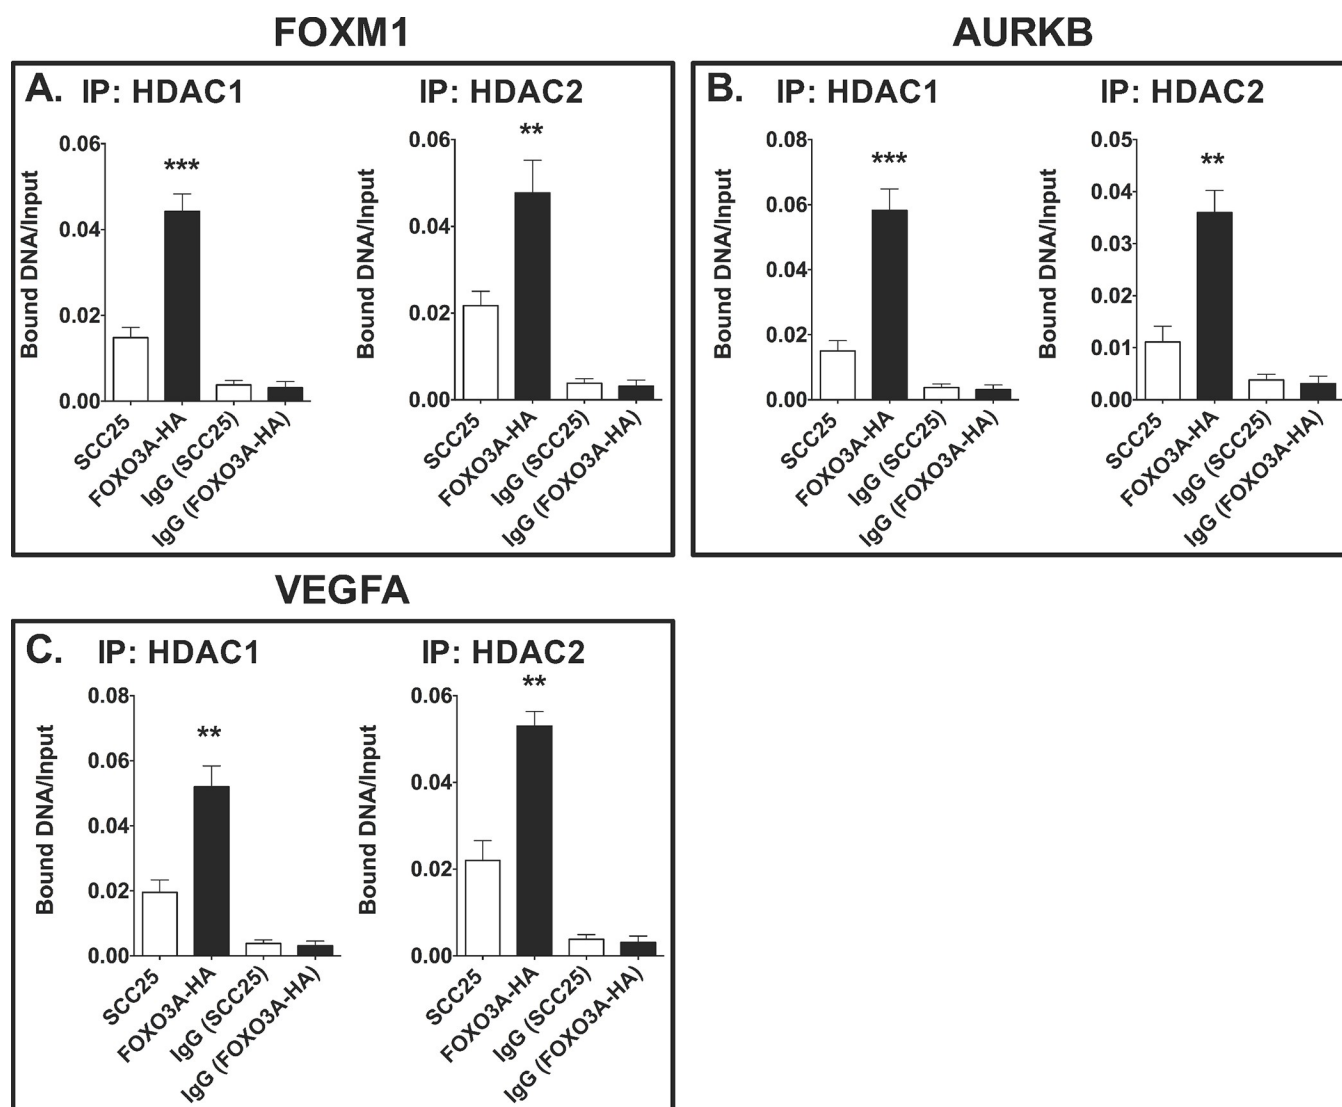 FOXM1
A. IP: HDAC1
IP: HDAC2
Bound DNA/Input
0.06
0.04
0.02
0.00
***
SCC25
FOXO3A-HA
IgG (SCC25)
IgG (FOXO3A-HA)
Bound DNA/Input
0.06
0.04
0.02
0.00
**
SCC25
FOXO3A-HA
IgG (SCC25)
IgG (FOXO3A-HA)
AURKB
B. IP: HDAC1
IP: HDAC2
Bound DNA/Input
0.08
0.06
0.04
0.02
0.00
***
SCC25
FOXO3A-HA
IgG (SCC25)
IgG (FOXO3A-HA)
Bound DNA/Input
0.05
0.04
0.03
0.02
0.01
0.00
**
SCC25
FOXO3A-HA
IgG (SCC25)
IgG (FOXO3A-HA)
VEGFA
C. IP: HDAC1
IP: HDAC2
Bound DNA/Input
0.08
0.06
0.04
0.02
0.00
**
SCC25
FOXO3A-HA
IgG (SCC25)
IgG (FOXO3A-HA)
Bound DNA/Input
0.06
0.04
0.02
0.00
**
SCC25
FOXO3A-HA
IgG (SCC25)
IgG (FOXO3A-HA)